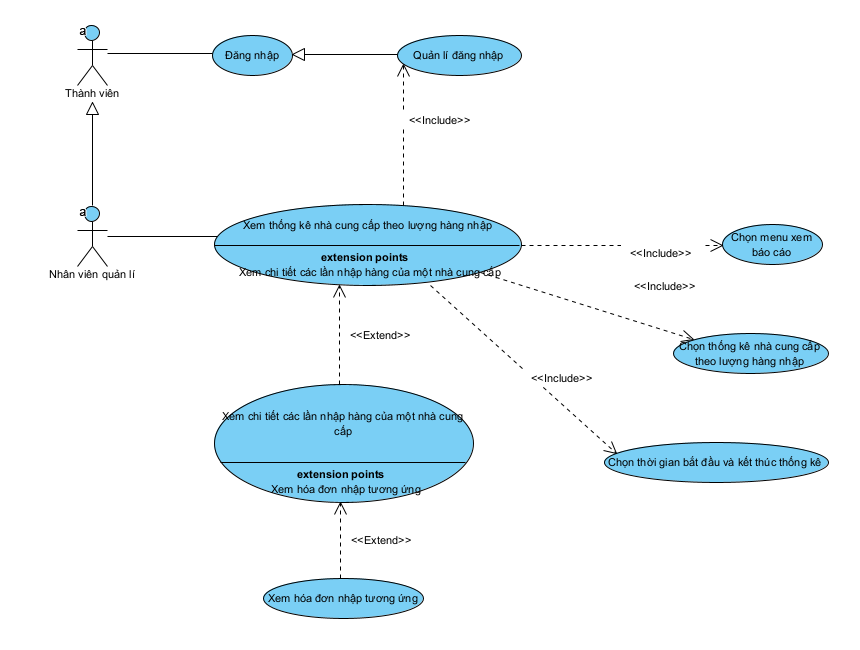 a
Đăng nhập
Quản lí đăng nhập
Thành viên
<<Include>>
a
Xem thống kê nhà cung cấp theo lượng hàng nhập
extension points
Xem chi tiết các lần nhập hàng của một nhà cung cấp
Nhân viên quản lí
<<Include>>
Chọn menu xem
báo cáo
<<Include>>
<<Extend>>
Chọn thống kê nhà cung cấp
theo lượng hàng nhập
<<Include>>
Xem chi tiết các lần nhập hàng của một nhà cung
cấp
extension points
Xem hóa đơn nhập tương ứng
Chọn thời gian bắt đầu và kết thúc thống kê
<<Extend>>
Xem hóa đơn nhập tương ứng